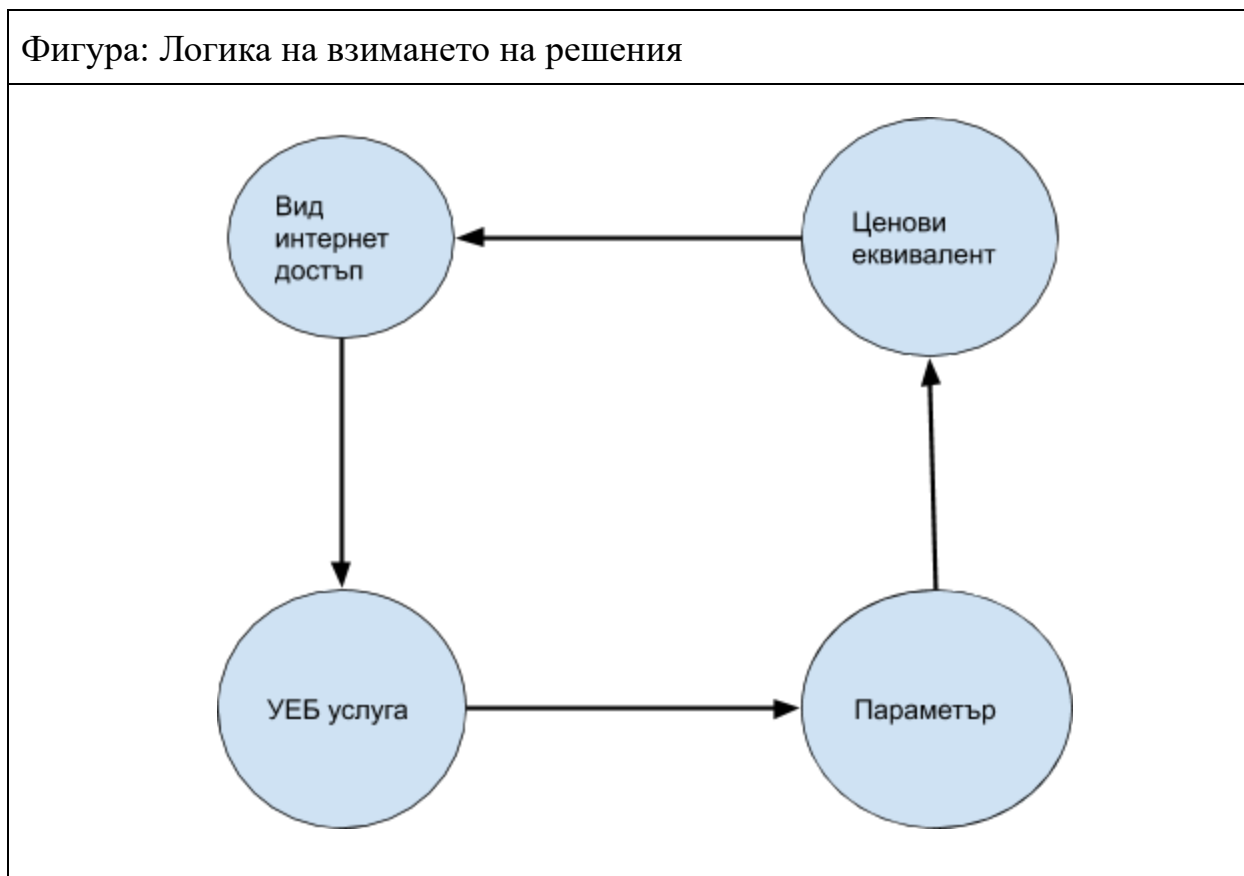 Фигура: Логика на взимането на решения
Вид
интернет
достъп
Ценови
еквивалент
УЕБ услуга
Параметър